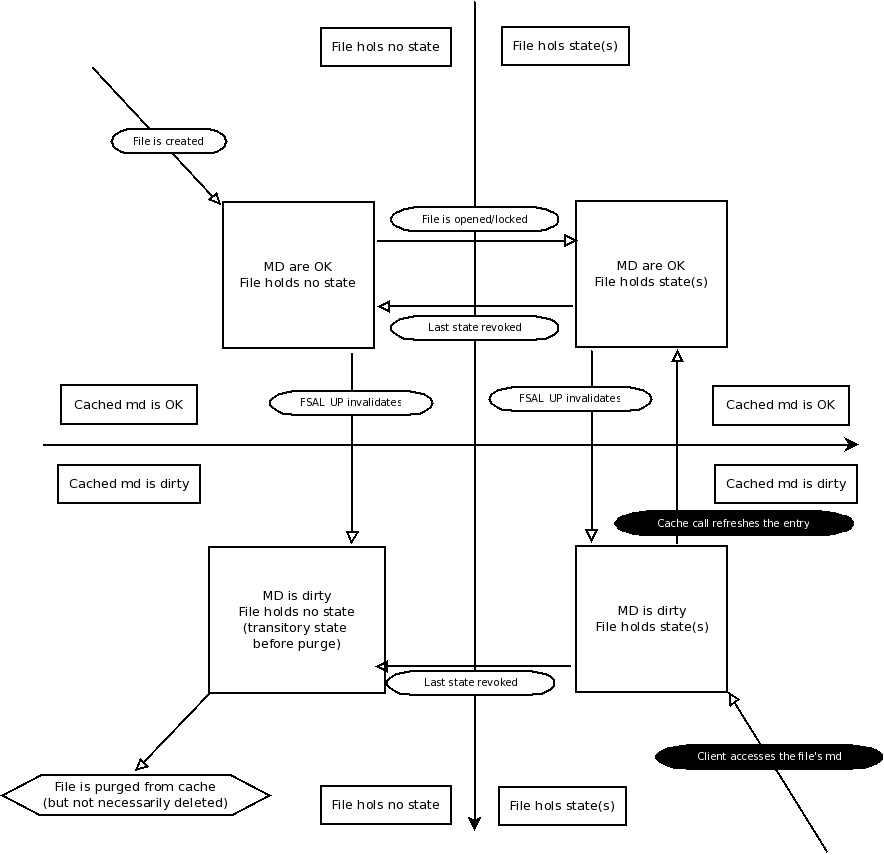 File hols no state
File hols state(s)
File is created
File is opened/locked
MD are OK
File holds no state
MD are OK
File holds state(s)
Last state revoked
FSAL UP invalidates
FSAL UP invalidates
Cached md is OK
Cached md is OK
Cached md is dirty
Cached md is dirty
Cache call refreshes the entry
MD is dirty
File holds no state
(transitory state
before purge)
MD is dirty
File holds state(s)
Last state revoked
Client accesses the file's md
File is purged from cache
(but not necessarily deleted)
File hols no state
File hols state(s)